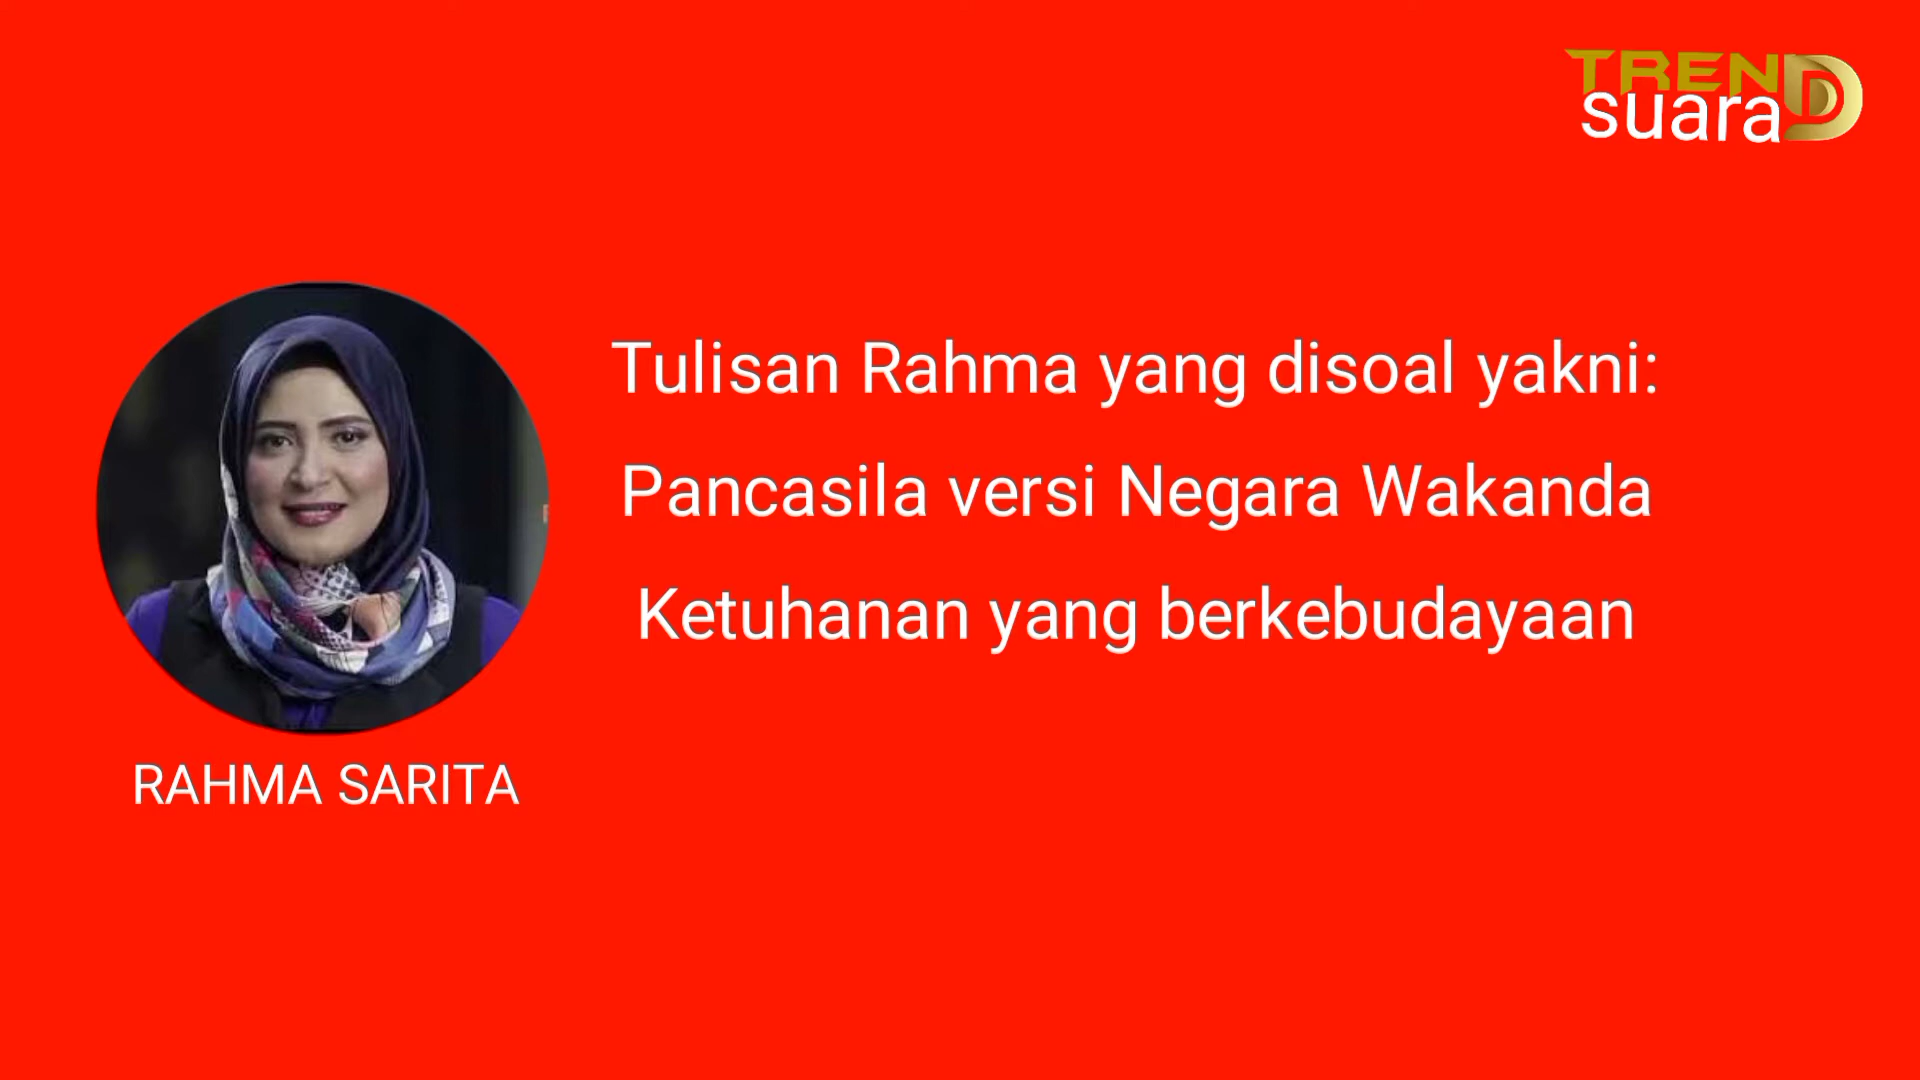 TREND
suara
Tulisan Rahma yang disoal yakni:
Pancasila versi Negara Wakanda
Ketuhanan yang berkebudayaan
RAHMA SARITA